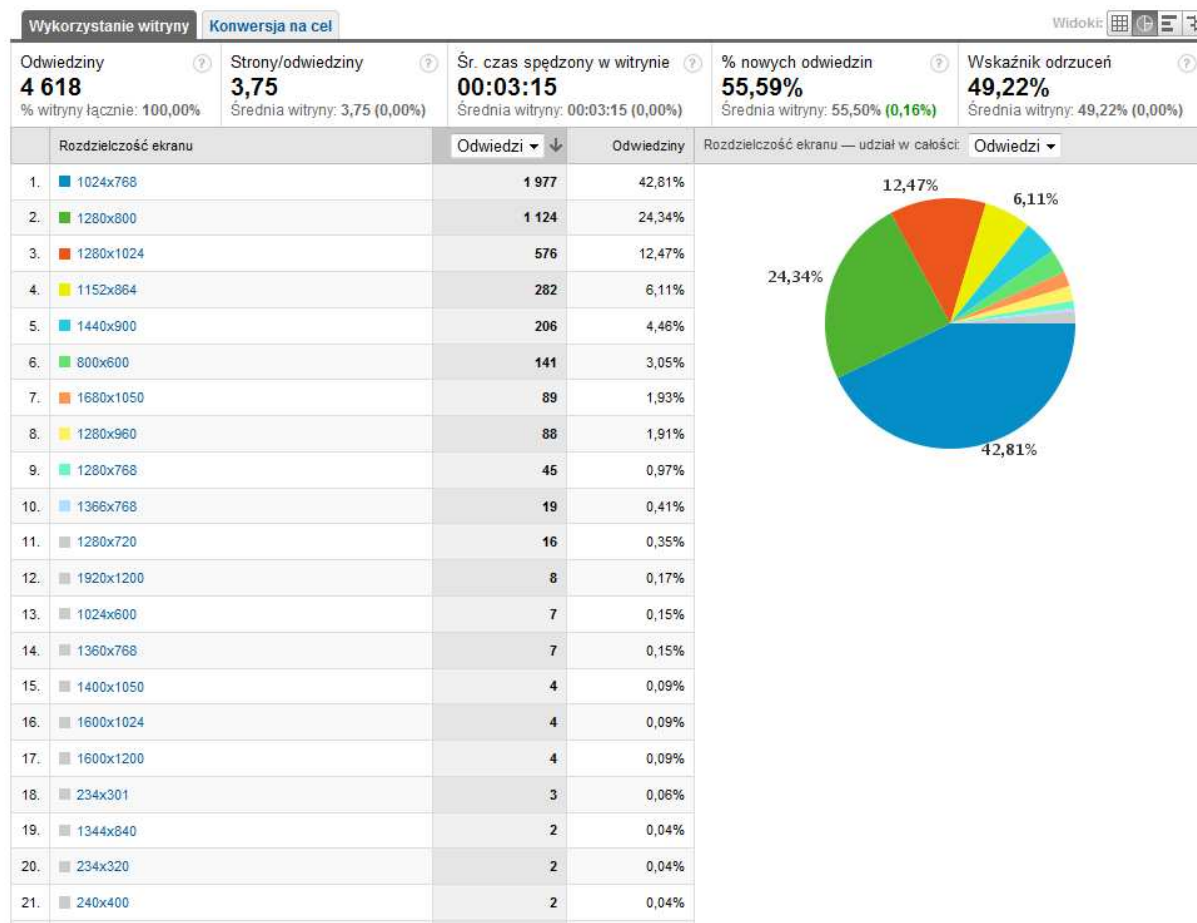 Wykorzystanie witryny Konwersja na cel Widoki:
Odwiedziny ? Strony/odwiedziny ? Śr. czas spędzony w witrynie ? % nowych odwiedzin ? Wskaźnik odrzuceń ?
4 618 3,75 00:03:15 55,59% 49,22%
% witryny łącznie: 100,00% Średnia witryny: 3,75 (0,00%) Średnia witryny: 00:03:15 (0,00%) Średnia witryny: 55,50% (0,16%) Średnia witryny: 49,22% (0,00%)
Rozdzielczość ekranu Odwiedzi Odwiedziny Rozdzielczość ekranu — udział w całości: Odwiedzi
1. 1024x768 1 977 42,81%
2. 1280x800 1 124 24,34%
3. 1280x1024 576 12,47%
4. 1152x864 282 6,11%
5. 1440x900 206 4,46%
6. 800x600 141 3,05%
7. 1680x1050 89 1,93%
8. 1280x960 88 1,91%
9. 1280x768 45 0,97%
10. 1366x768 19 0,41%
11. 1280x720 16 0,35%
12. 1920x1200 8 0,17%
13. 1024x600 7 0,15%
14. 1360x768 7 0,15%
15. 1400x1050 4 0,09%
16. 1600x1024 4 0,09%
17. 1600x1200 4 0,09%
18. 234x301 3 0,06%
19. 1344x840 2 0,04%
20. 234x320 2 0,04%
21. 240x400 2 0,04%
12,47%
6,11%
24,34%
42,81%